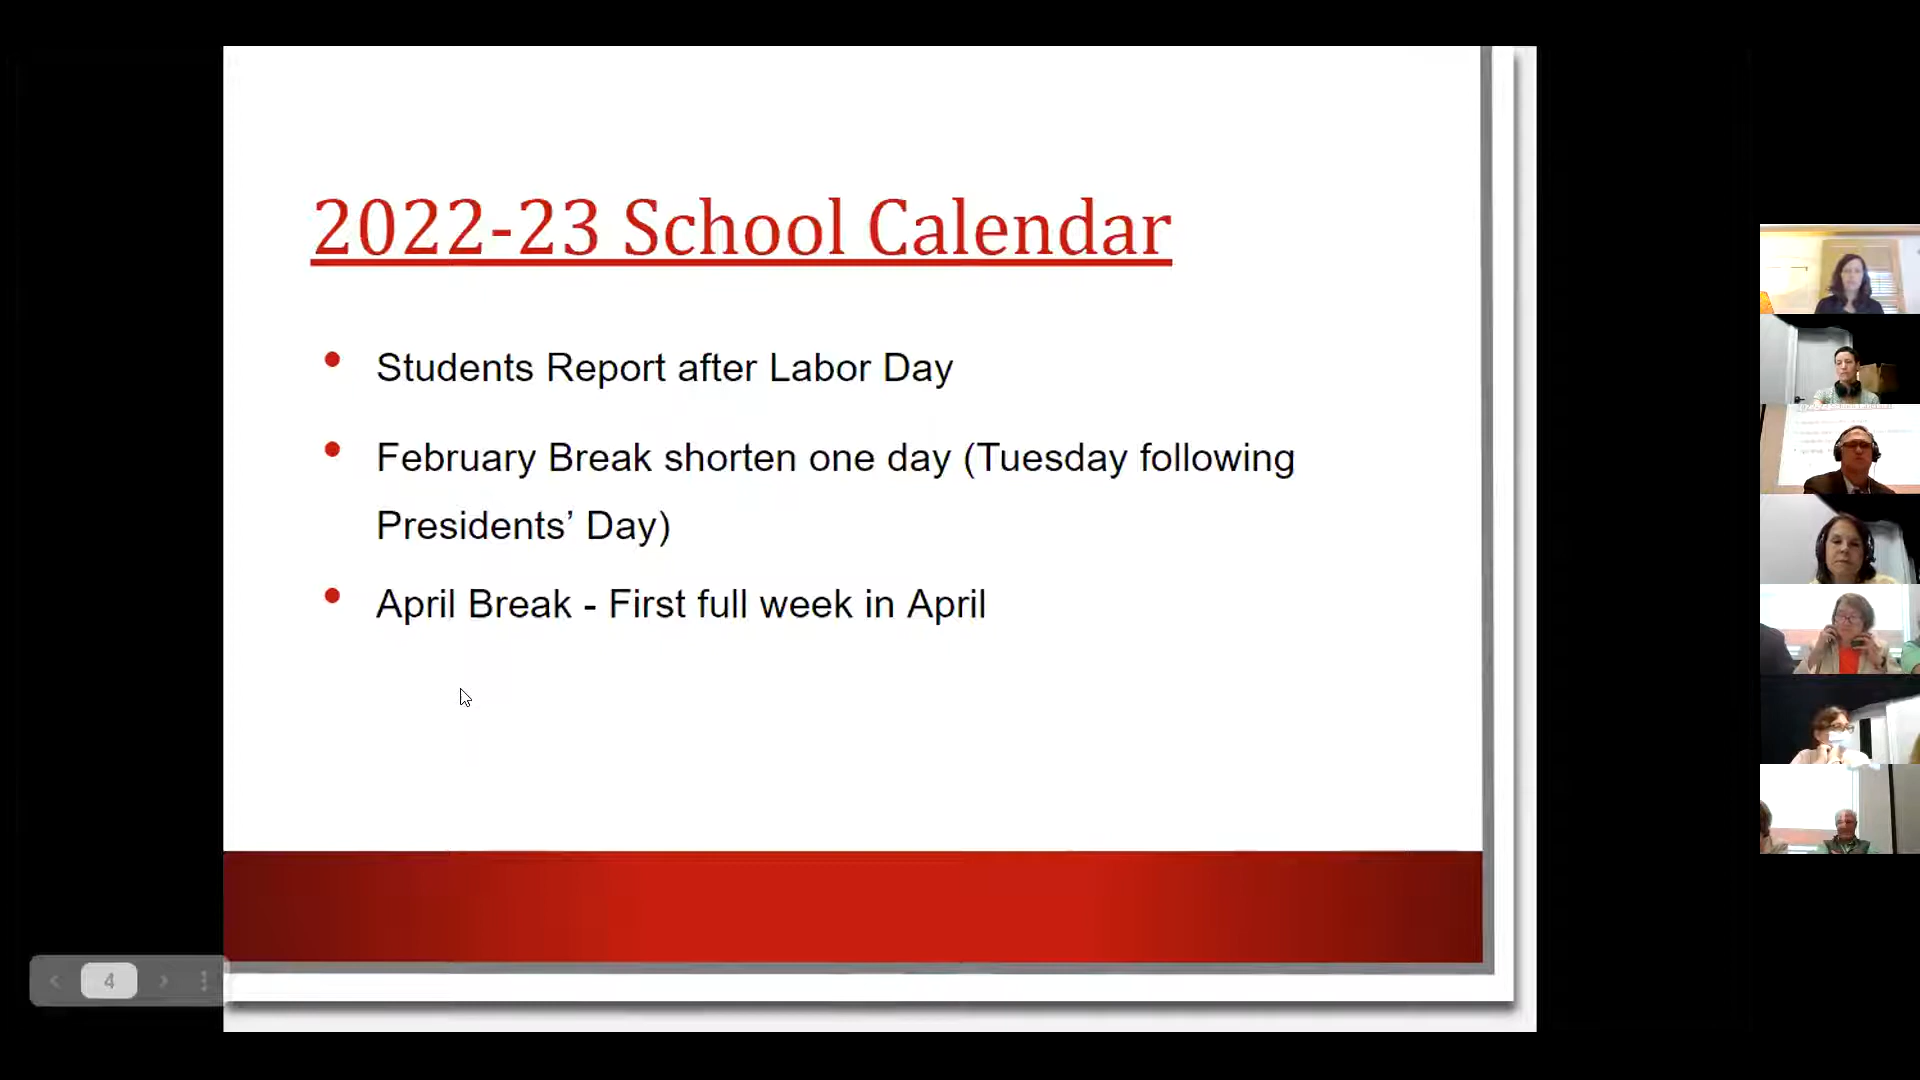 2022-23 School Calendar
• Students Report after Labor Day
• February Break shorten one day (Tuesday following
Presidents’ Day)
• April Break - First full week in April
4